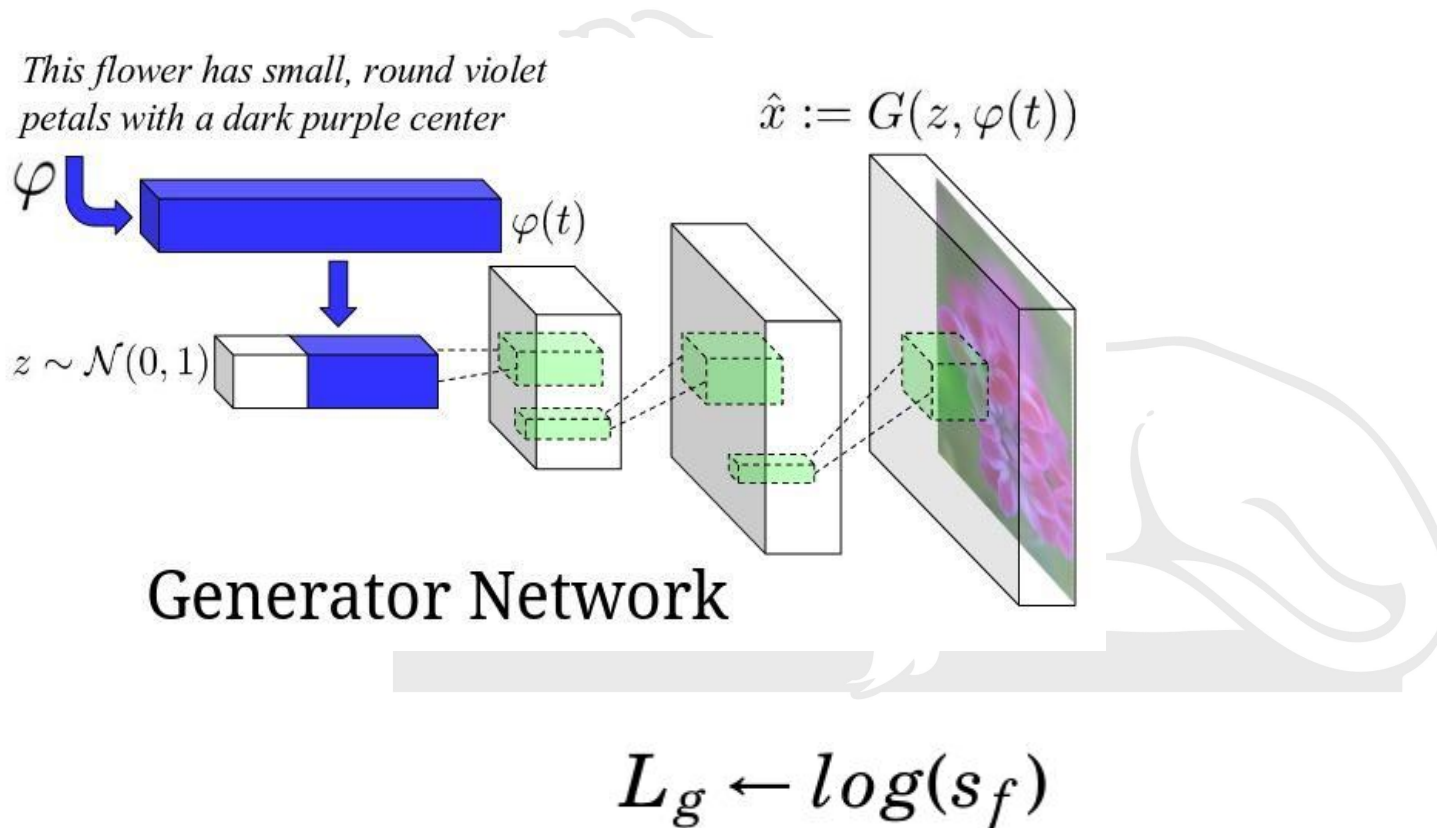 This flower has small, round violet
petals with a dark purple center
x̂ := G(z, φ(t))
φ
φ(t)
z ∼ 𝒩(0, 1)
Generator Network
L_g ← log(s_f)